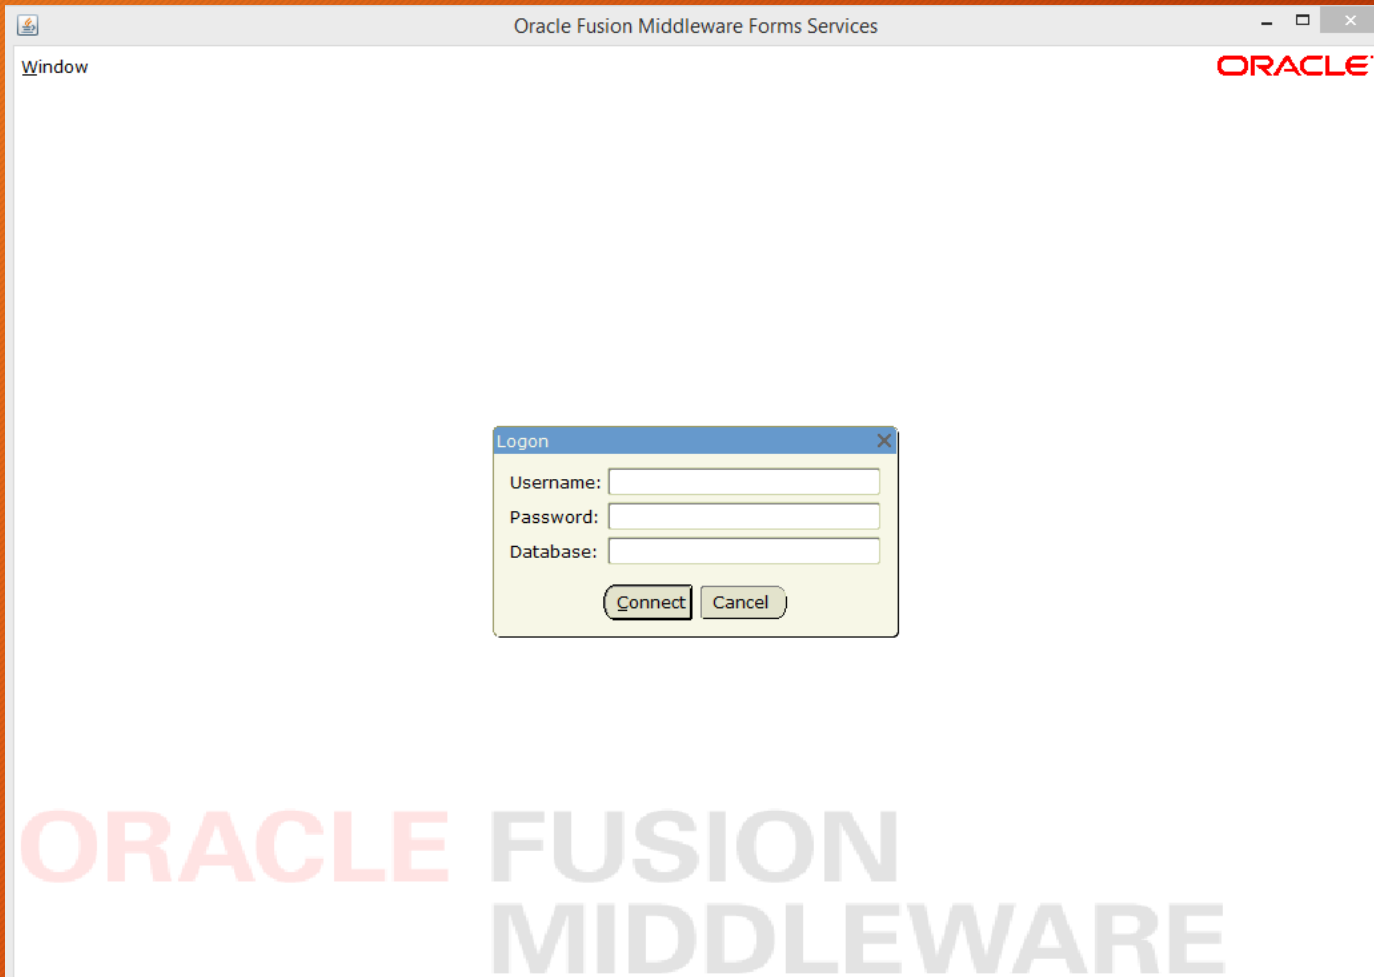 Oracle Fusion Middleware Forms Services
Window
ORACLE
Logon
Username:
Password:
Database:
Connect Cancel
ORACLE FUSION
MIDDLEWARE